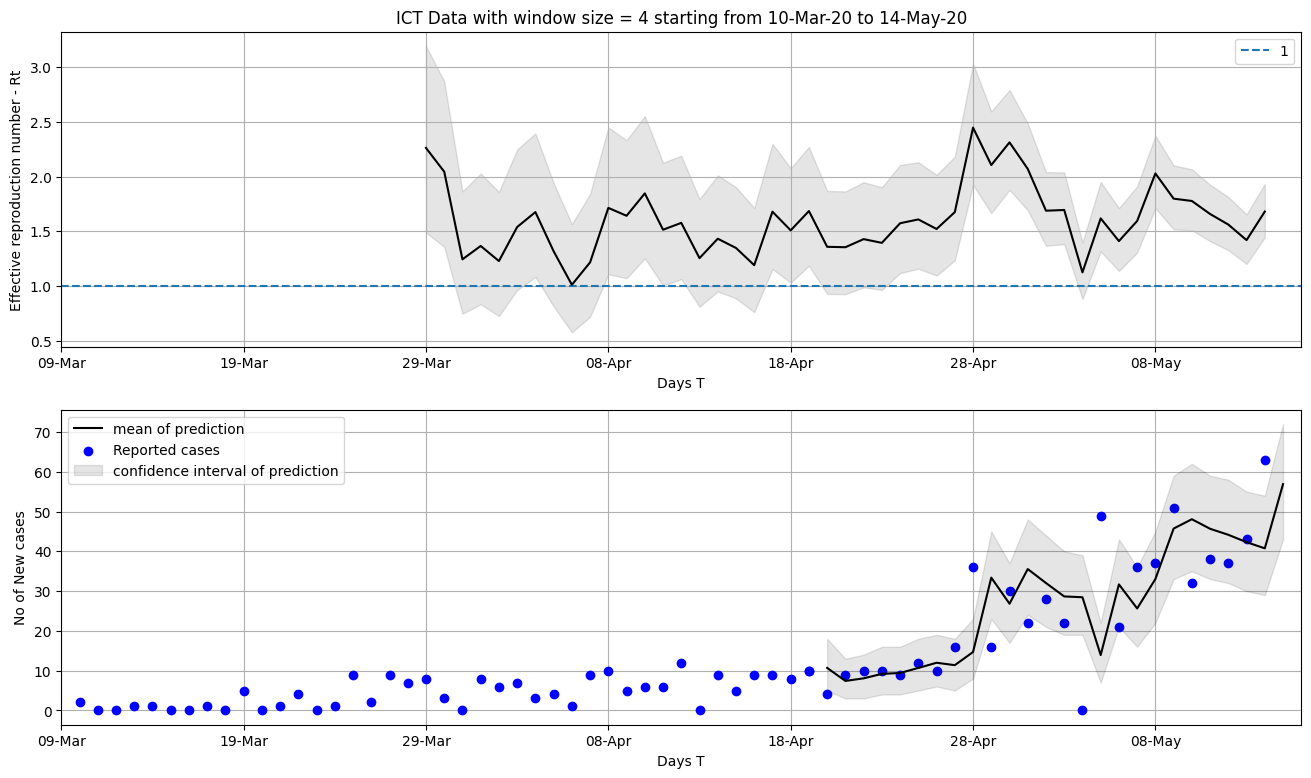 ICT Data with window size = 4 starting from 10-Mar-20 to 14-May-20
Effective reproduction number - Rt
3.0
2.5
2.0
1.5
1.0
0.5
1
09-Mar 19-Mar 29-Mar 08-Apr 18-Apr 28-Apr 08-May
Days T
No of New cases
70
60
50
40
30
20
10
0
mean of prediction
Reported cases
confidence interval of prediction
09-Mar 19-Mar 29-Mar 08-Apr 18-Apr 28-Apr 08-May
Days T